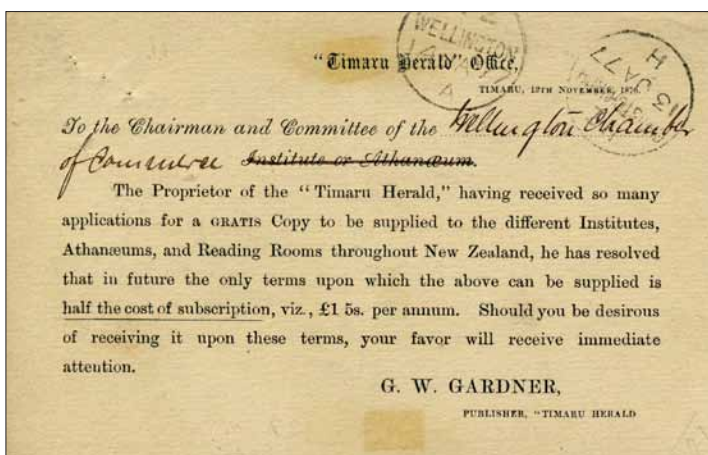 WELLINGTON
"Timaru Herald" Office,
TIMARU, 12TH NOVEMBER, 1876.
13 JA 77
H
To the Chairman and Committee of the Wellington Chamber
of Commerce Institute or Athanæum.
The Proprietor of the "Timaru Herald," having received so many
applications for a GRATIS Copy to be supplied to the different Institutes,
Athanæums, and Reading Rooms throughout New Zealand, he has resolved
that in future the only terms upon which the above can be supplied is
half the cost of subscription, viz., £1 5s. per annum. Should you be desirous
of receiving it upon these terms, your favor will receive immediate
attention.
G. W. GARDNER,
PUBLISHER, "TIMARU HERALD